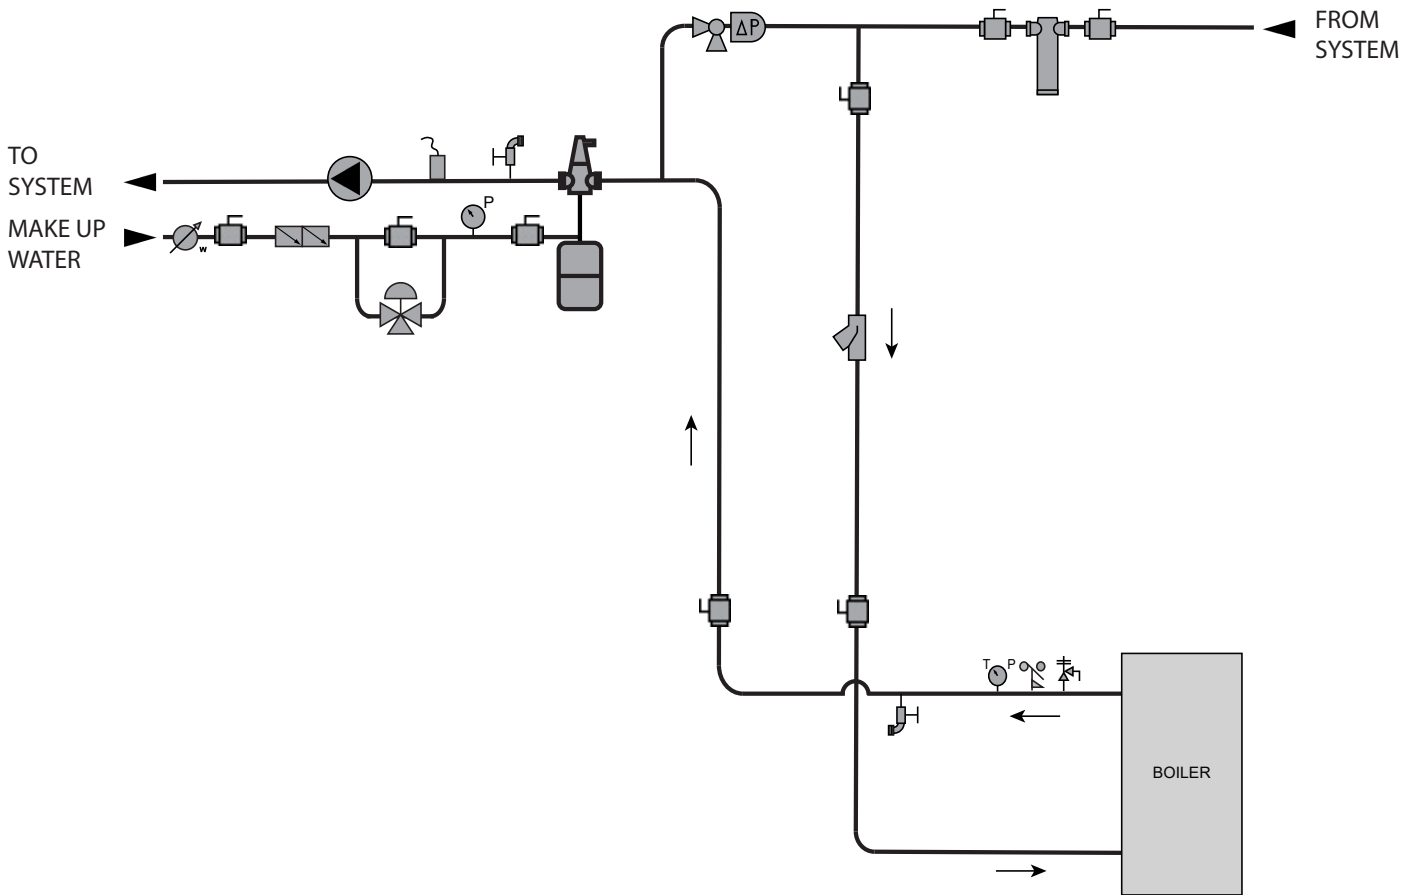 FROM
SYSTEM
ΔP
TO
SYSTEM
MAKE UP
WATER
P
w
T P
BOILER